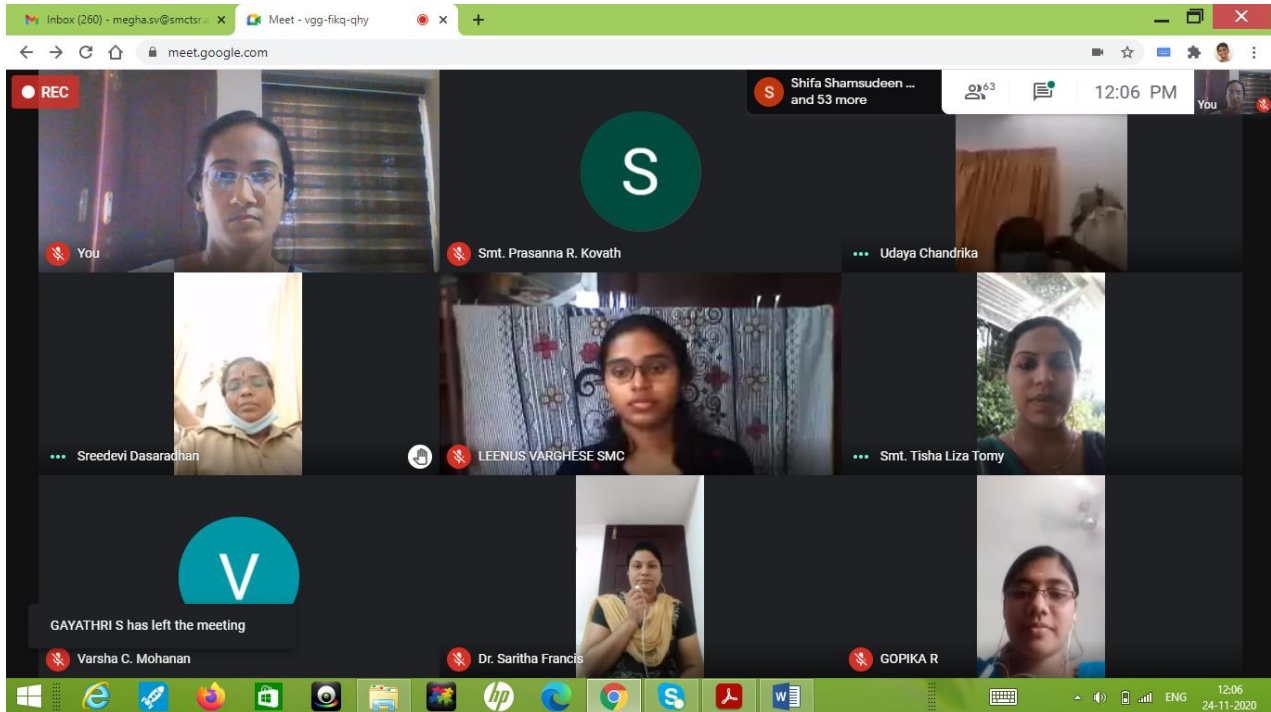 Inbox (260) - megha.sv@smctsr.
Meet - vgg-fikq-qhy
meet.google.com
REC
S
Shifa Shamsudeen ...
and 53 more
63
12:06 PM
You
You
S
Smt. Prasanna R. Kovath
Udaya Chandrika
Sreedevi Dasaradhan
LEENUS VARGHESE SMC
Smt. Tisha Liza Tomy
V
GAYATHRI S has left the meeting
Varsha C. Mohanan
Dr. Saritha Francis
GOPIKA R
hp
ENG
12:06
24-11-2020